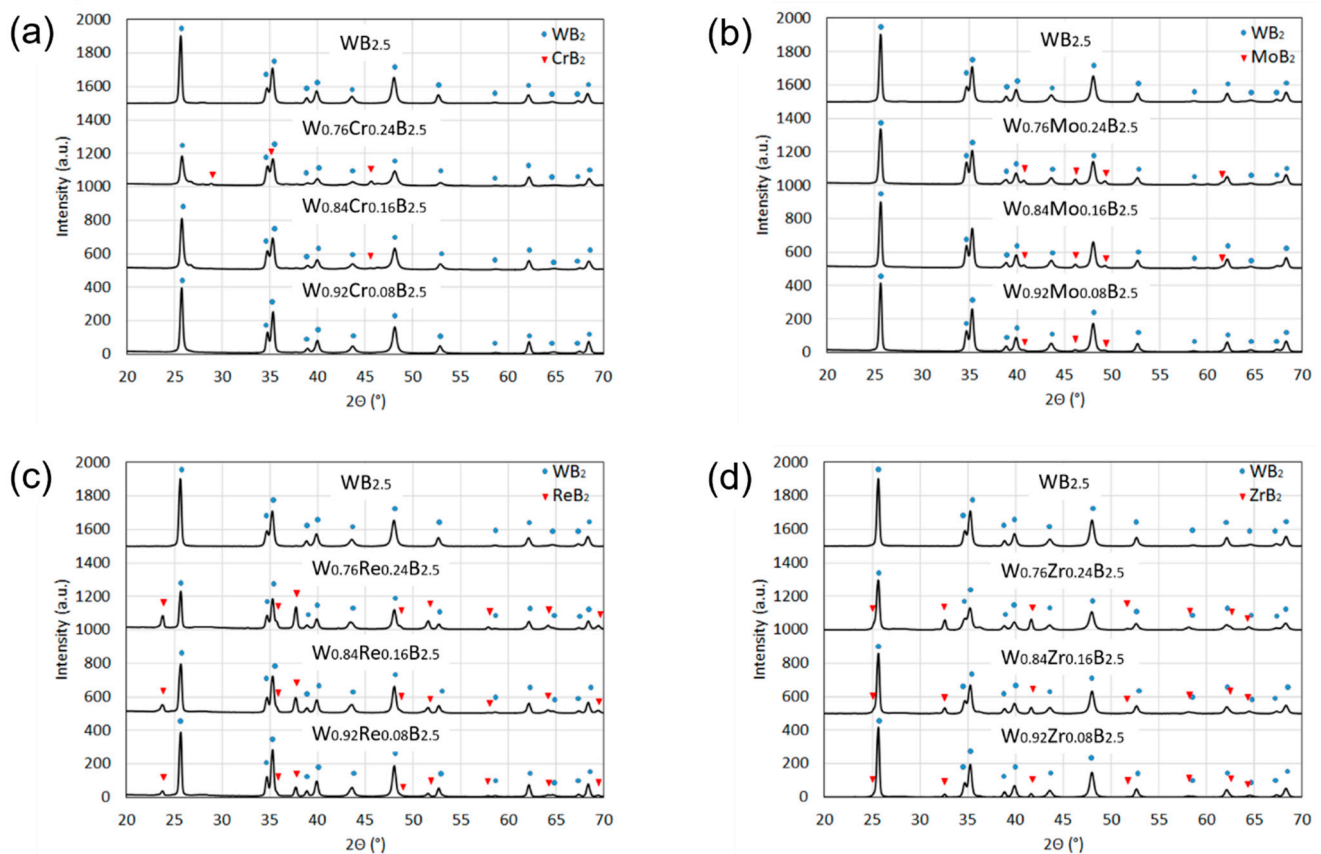 (a)
2000
1800
1600
1400
1200
1000
800
600
400
200
0
Intensity (a.u.)
WB2.5
WB2
CrB2
W0.76Cr0.24B2.5
W0.84Cr0.16B2.5
W0.92Cr0.08B2.5
20 25 30 35 40 45 50 55 60 65 70
2Θ (°)
(b)
2000
1800
1600
1400
1200
1000
800
600
400
200
0
Intensity (a.u.)
WB2.5
WB2
MoB2
W0.76Mo0.24B2.5
W0.84Mo0.16B2.5
W0.92Mo0.08B2.5
20 25 30 35 40 45 50 55 60 65 70
2Θ (°)
(c)
2000
1800
1600
1400
1200
1000
800
600
400
200
0
Intensity (a.u.)
WB2.5
WB2
ReB2
W0.76Re0.24B2.5
W0.84Re0.16B2.5
W0.92Re0.08B2.5
20 25 30 35 40 45 50 55 60 65 70
2Θ (°)
(d)
2000
1800
1600
1400
1200
1000
800
600
400
200
0
Intensity (a.u.)
WB2.5
WB2
ZrB2
W0.76Zr0.24B2.5
W0.84Zr0.16B2.5
W0.92Zr0.08B2.5
20 25 30 35 40 45 50 55 60 65 70
2Θ (°)